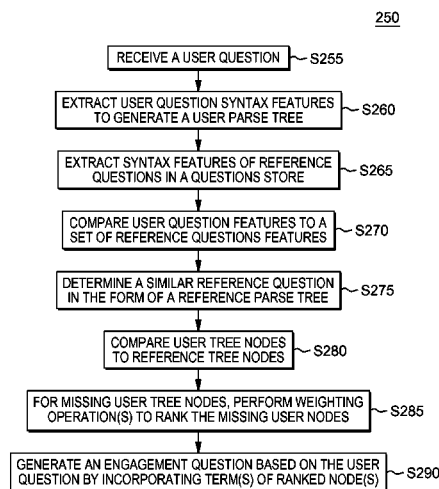 250
RECEIVE A USER QUESTION
S255
EXTRACT USER QUESTION SYNTAX FEATURES
TO GENERATE A USER PARSE TREE
S260
EXTRACT SYNTAX FEATURES OF REFERENCE
QUESTIONS IN A QUESTIONS STORE
S265
COMPARE USER QUESTION FEATURES TO A
SET OF REFERENCE QUESTIONS FEATURES
S270
DETERMINE A SIMILAR REFERENCE QUESTION
IN THE FORM OF A REFERENCE PARSE TREE
S275
COMPARE USER TREE NODES
TO REFERENCE TREE NODES
S280
FOR MISSING USER TREE NODES, PERFORM WEIGHTING
OPERATION(S) TO RANK THE MISSING USER NODES
S285
GENERATE AN ENGAGEMENT QUESTION BASED ON THE USER
QUESTION BY INCORPORATING TERM(S) OF RANKED NODE(S)
S290